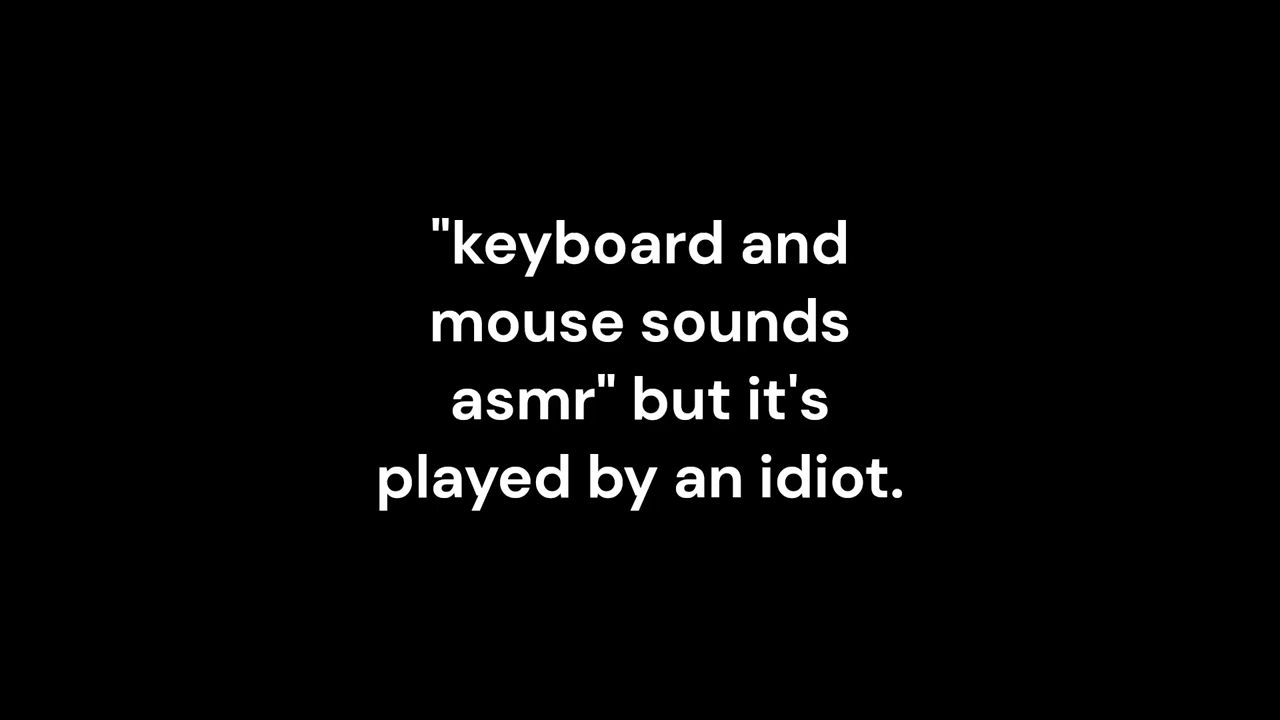 "keyboard and
mouse sounds
asmr" but it's
played by an idiot.